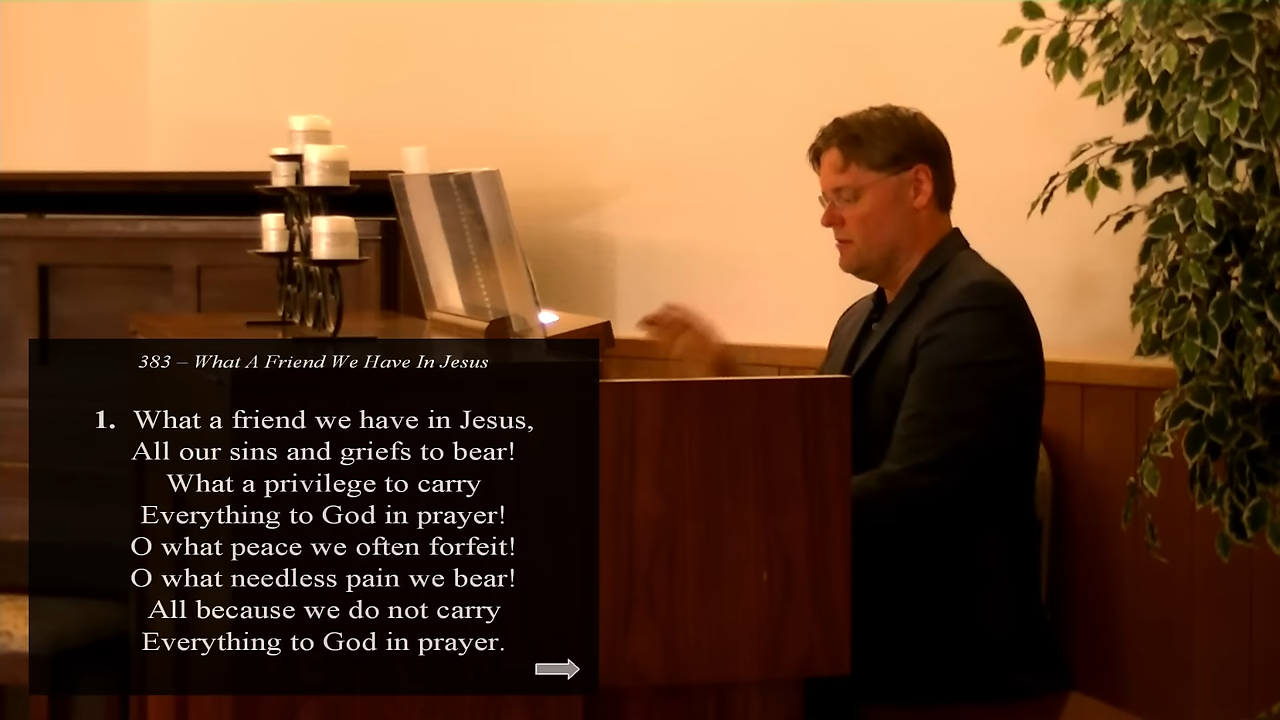 383 – What A Friend We Have In Jesus
1. What a friend we have in Jesus,
All our sins and griefs to bear!
What a privilege to carry
Everything to God in prayer!
O what peace we often forfeit!
O what needless pain we bear!
All because we do not carry
Everything to God in prayer.